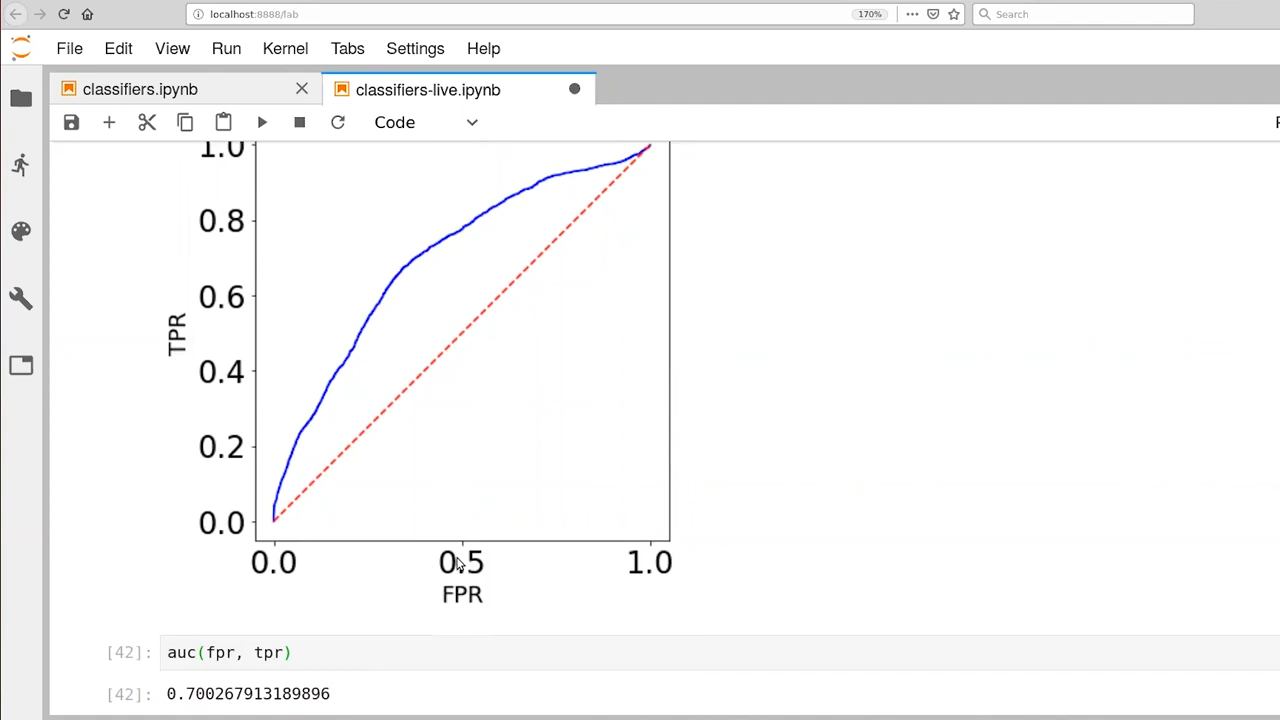 localhost:8888/lab
170%
Search
File Edit View Run Kernel Tabs Settings Help
classifiers.ipynb
classifiers-live.ipynb
Code
1.0
0.8
0.6
0.4
0.2
0.0
TPR
0.0 0.5 1.0
FPR
[42]: auc(fpr, tpr)
[42]: 0.700267913189896